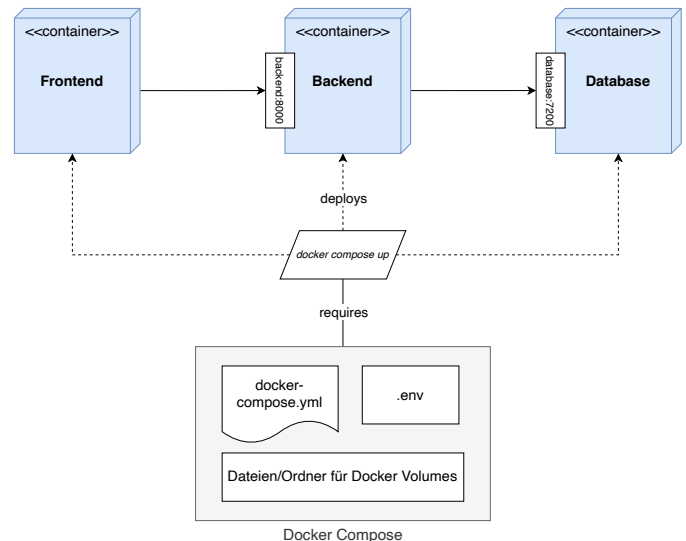 <<container>>
Frontend
<<container>>
Backend
<<container>>
Database
backend:8000
database:7200
deploys
docker compose up
requires
docker-
compose.yml
.env
Dateien/Ordner für Docker Volumes
Docker Compose